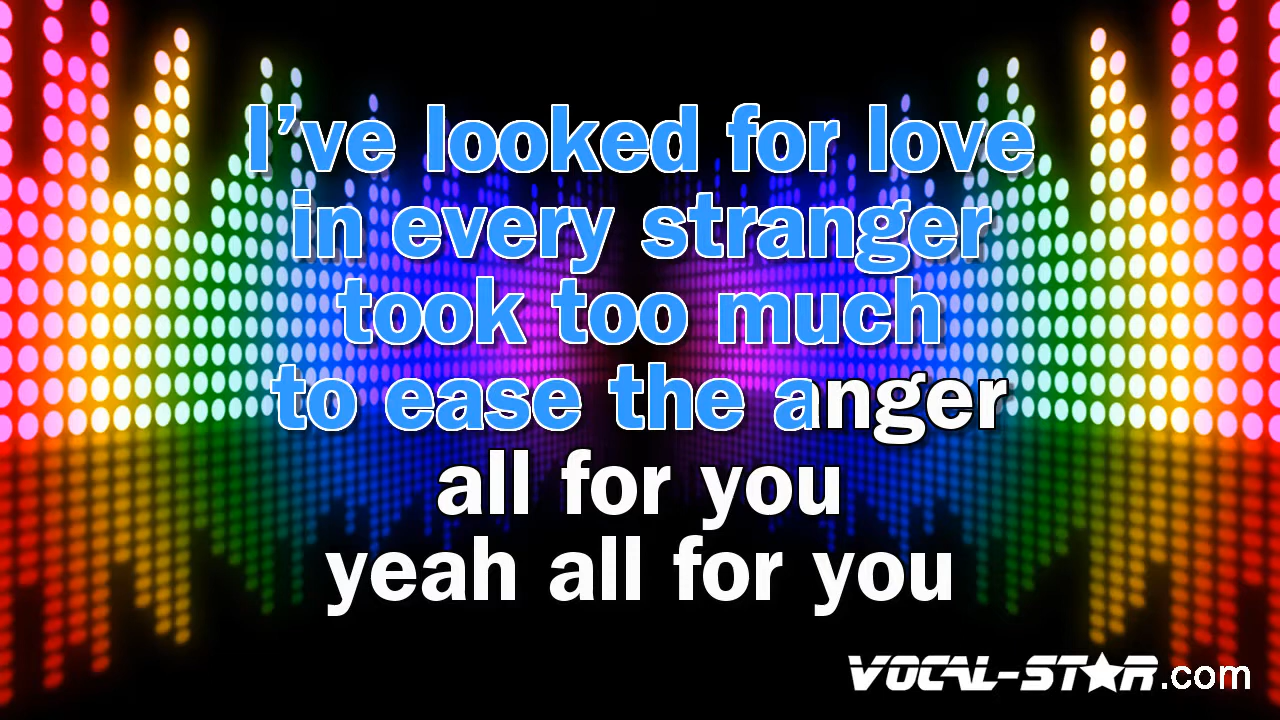 I’ve looked for love
in every stranger
took too much
to ease the anger
all for you
yeah all for you
VOCAL-STAR.com